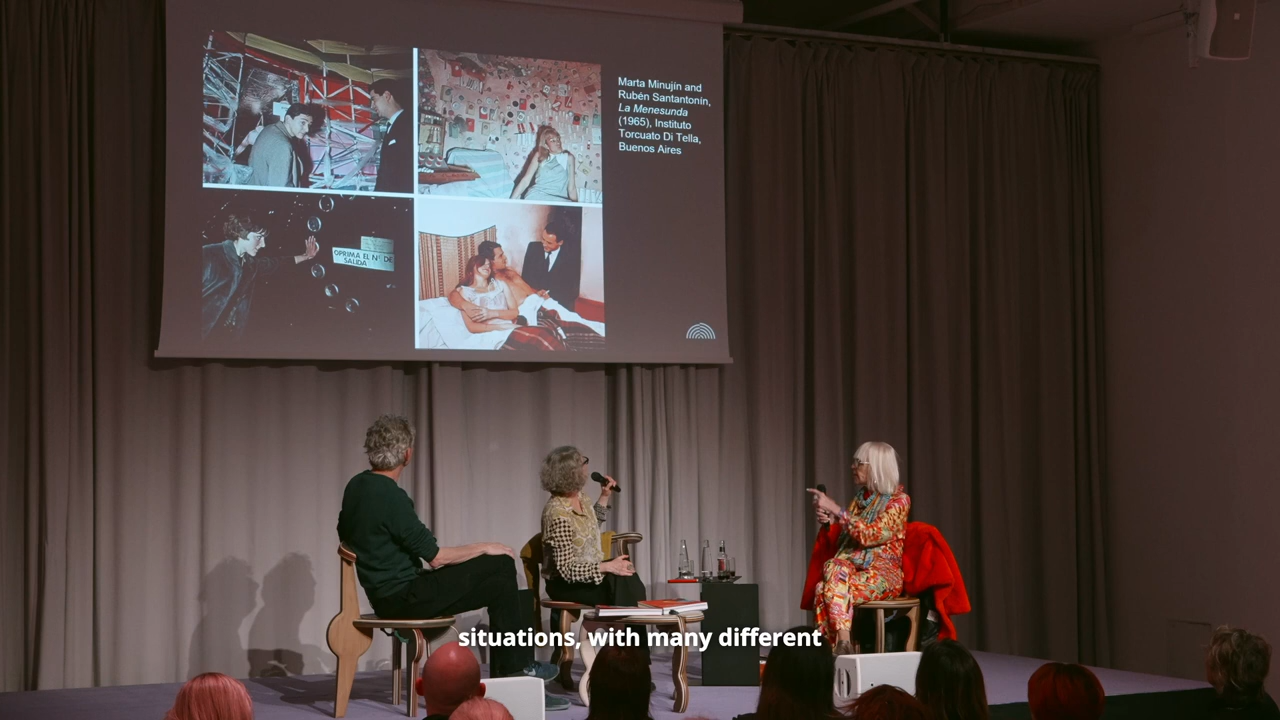 Marta Minujín and
Rubén Santantonín,
La Menesunda
(1965), Instituto
Torcuato Di Tella,
Buenos Aires
OPRIMA EL Nº DE
SALIDA
situations, with many different